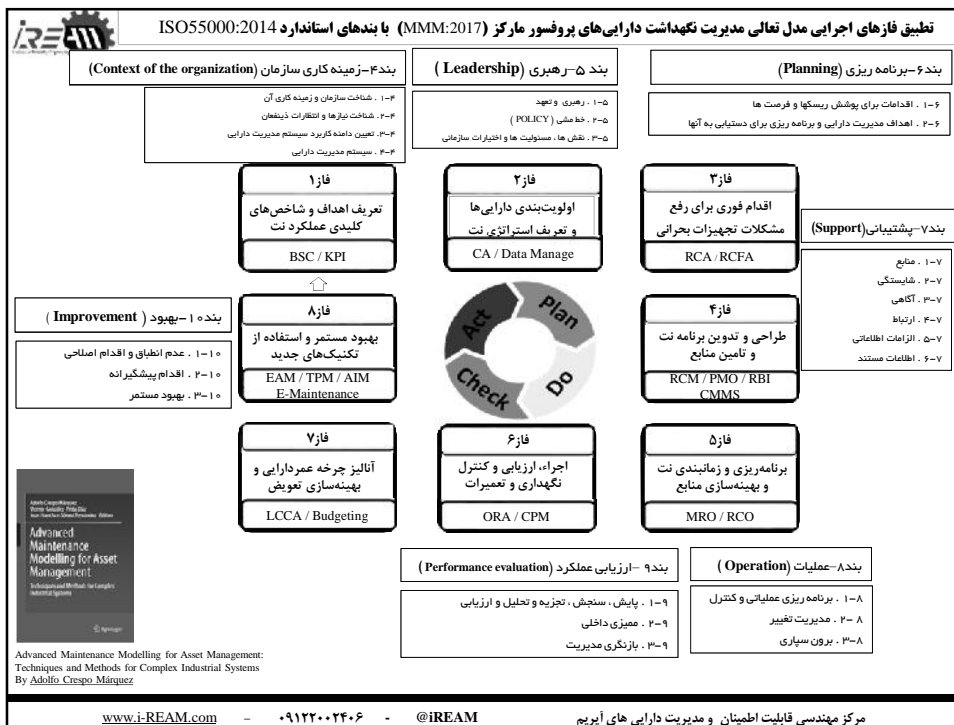 تطبیق فازهای اجرایی مدل تعالی مدیریت نگهداشت دارایی‌های پروفسور مارکز (MMM:2017) با بندهای استاندارد ISO55000:2014
iREAM
بند۶-برنامه ریزی (Planning)
۶-۱ . اقدامات برای پوشش ریسکها و فرصت ها
۶-۲ . اهداف مدیریت دارایی و برنامه ریزی برای دستیابی به آنها
بند ۵-رهبری (Leadership )
۵-۱ . رهبری و تعهد
۵-۲ . خط مشی ( POLICY )
۵-۳ . نقش ها ، مسئولیت ها و اختیارات سازمانی
بند۴-زمینه کاری سازمان (Context of the organization)
۴-۱ . شناخت سازمان و زمینه کاری آن
۴-۲ . شناخت نیازها و انتظارات ذینفعان
۴-۳ . تعیین دامنه کاربرد سیستم مدیریت دارایی
۴-۴ . سیستم مدیریت دارایی
فاز۱
تعریف اهداف و شاخص‌های
کلیدی عملکرد نت
BSC / KPI
فاز۲
اولویت‌بندی دارایی‌ها
و تعریف استراتژی نت
CA / Data Manage
فاز۳
اقدام فوری برای رفع
مشکلات تجهیزات بحرانی
RCA / RCFA
بند۷-پشتیبانی(Support)
۷-۱ . منابع
۷-۲ . شایستگی
۷-۳ . آگاهی
۷-۴ . ارتباط
۷-۵ . الزامات اطلاعاتی
۷-۶ . اطلاعات مستند
فاز۴
طراحی و تدوین برنامه نت
و تامین منابع
RCM / PMO / RBI
CMMS
Act
Plan
Check
Do
فاز۸
بهبود مستمر و استفاده از
تکنیک‌های جدید
EAM / TPM / AIM
E-Maintenance
بند۱۰-بهبود ( Improvement )
۱۰-۱ . عدم انطباق و اقدام اصلاحی
۱۰-۲ . اقدام پیشگیرانه
۱۰-۳ . بهبود مستمر
فاز۵
برنامه‌ریزی و زمانبندی نت
و بهینه‌سازی منابع
MRO / RCO
فاز۶
اجراء، ارزیابی و کنترل
نگهداری و تعمیرات
ORA / CPM
فاز۷
آنالیز چرخه عمردارایی و
بهینه‌سازی تعویض
LCCA / Budgeting
بند۸-عملیات (Operation )
۸-۱ . برنامه ریزی عملیاتی و کنترل
۸ -۲ . مدیریت تغییر
۸-۳ . برون سپاری
بند۹ -ارزیابی عملکرد (Performance evaluation )
۹-۱ . پایش ، سنجش ، تجزیه و تحلیل و ارزیابی
۹-۲ . ممیزی داخلی
۹-۳ . بازنگری مدیریت
Advanced
Maintenance
Modelling for Asset
Management
Techniques and Methods for Complex
Industrial Systems
Springer
Advanced Maintenance Modelling for Asset Management:
Techniques and Methods for Complex Industrial Systems
By Adolfo Crespo Márquez
مرکز مهندسی قابلیت اطمینان و مدیریت دارایی های آیریم @iREAM - ۰۹۱۲۲۰۰۲۴۰۶ - www.i-REAM.com